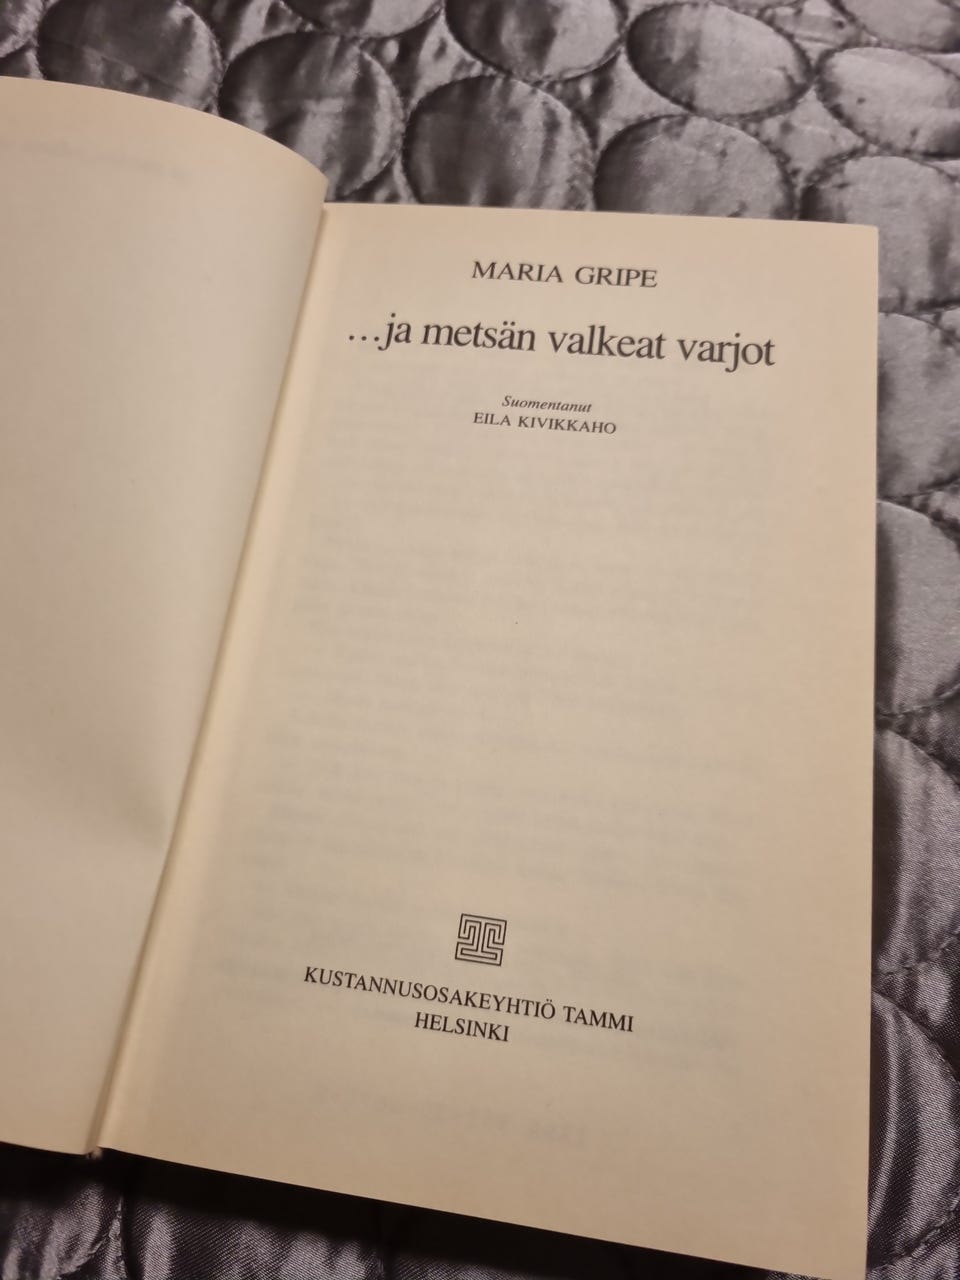 MARIA GRIPE
...ja metsän valkeat varjot
Suomentanut
EILA KIVIKKAHO
KUSTANNUSOSAKEYHTIÖ TAMMI
HELSINKI